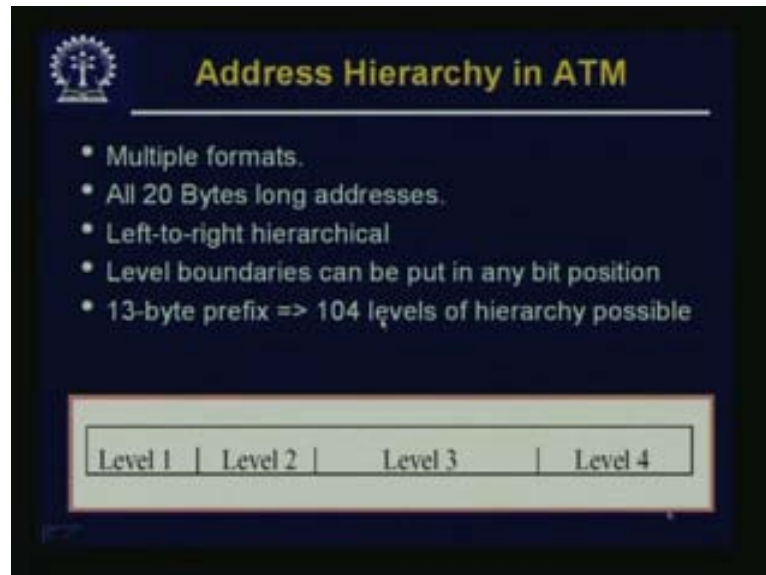 Address Hierarchy in ATM
• Multiple formats.
• All 20 Bytes long addresses.
• Left-to-right hierarchical
• Level boundaries can be put in any bit position
• 13-byte prefix => 104 levels of hierarchy possible
Level 1 | Level 2 | Level 3 | Level 4